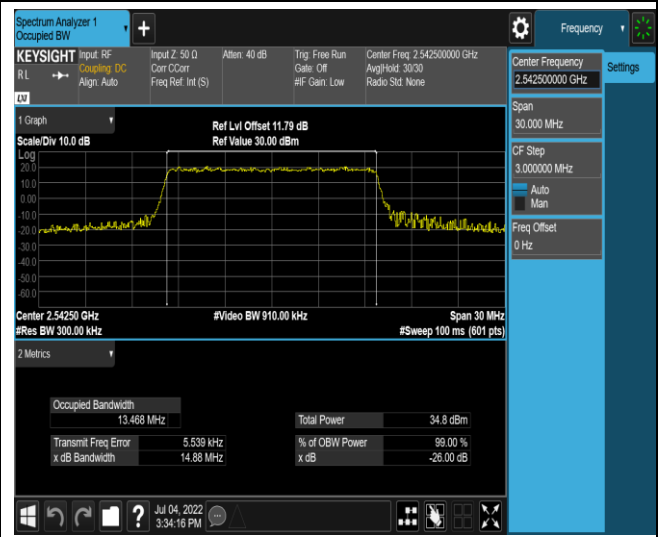 Spectrum Analyzer 1
Occupied BW
Frequency
KEYSIGHT
RL
LXI
Input: RF
Coupling: DC
Align: Auto
Input Z: 50 Ω
Corr CCorr
Freq Ref: Int (S)
Atten: 40 dB
Trig: Free Run
Gate: Off
#IF Gain: Low
Center Freq: 2.542500000 GHz
Avg|Hold: 30/30
Radio Std: None
Center Frequency
2.542500000 GHz
Settings
Span
30.000 MHz
CF Step
3.000000 MHz
Auto
Man
Freq Offset
0 Hz
1 Graph
Scale/Div 10.0 dB
Ref Lvl Offset 11.79 dB
Ref Value 30.00 dBm
Log
20.0
10.0
0.00
-10.0
-20.0
-30.0
-40.0
-50.0
-60.0
Center 2.54250 GHz
#Video BW 910.00 kHz
Span 30 MHz
#Res BW 300.00 kHz
#Sweep 100 ms (601 pts)
2 Metrics
Occupied Bandwidth
13.468 MHz
Total Power 34.8 dBm
Transmit Freq Error 5.539 kHz
% of OBW Power 99.00 %
x dB Bandwidth 14.88 MHz
x dB -26.00 dB
Jul 04, 2022
3:34:16 PM